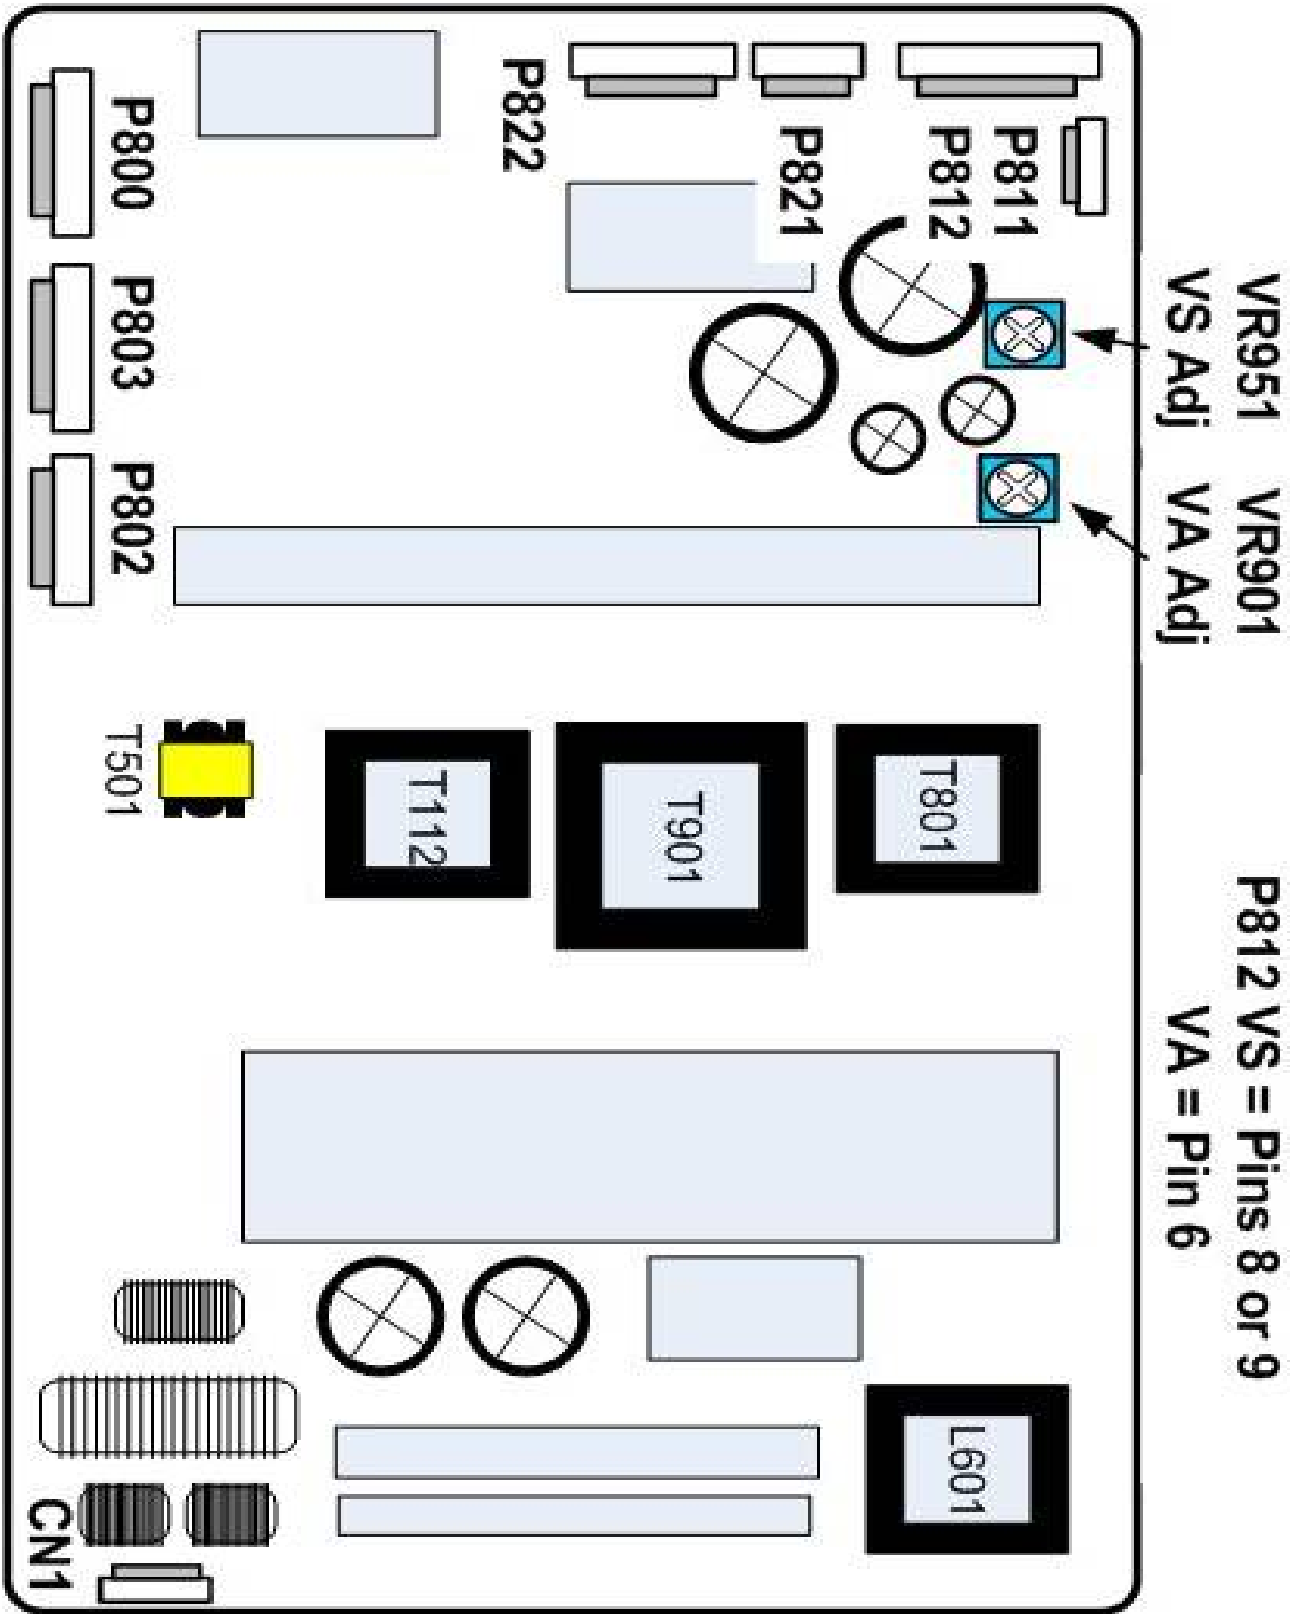 VR951
VS Adj
VR901
VA Adj
P812 VS = Pins 8 or 9
VA = Pin 6
P811
P812
P821
P822
P800
P803
P802
T801
T901
T112
T501
L601
CN1